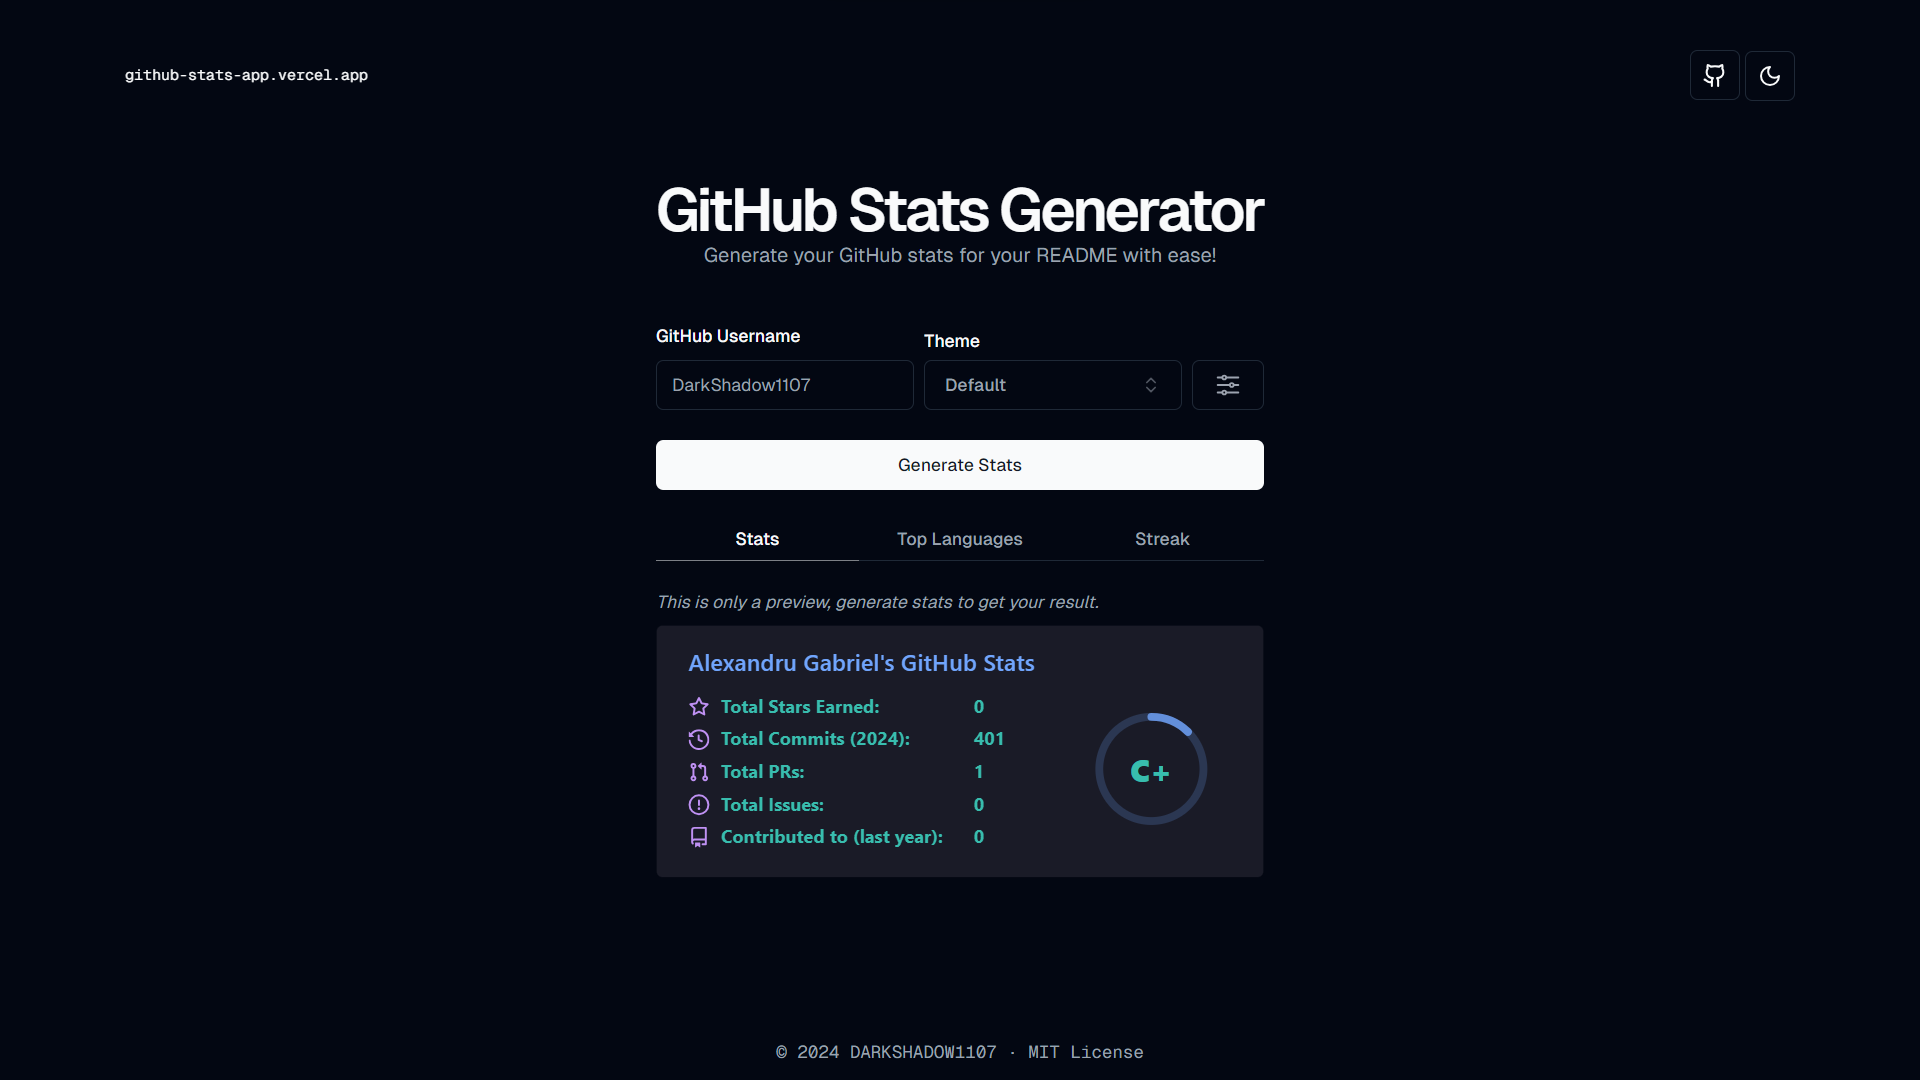 github-stats-app.vercel.app
GitHub Stats Generator
Generate your GitHub stats for your README with ease!
GitHub Username
Theme
DarkShadow1107
Default
Generate Stats
Stats
Top Languages
Streak
This is only a preview, generate stats to get your result.
Alexandru Gabriel's GitHub Stats
Total Stars Earned: 0
Total Commits (2024): 401
Total PRs: 1
Total Issues: 0
Contributed to (last year): 0
C+
© 2024 DARKSHADOW1107 · MIT License